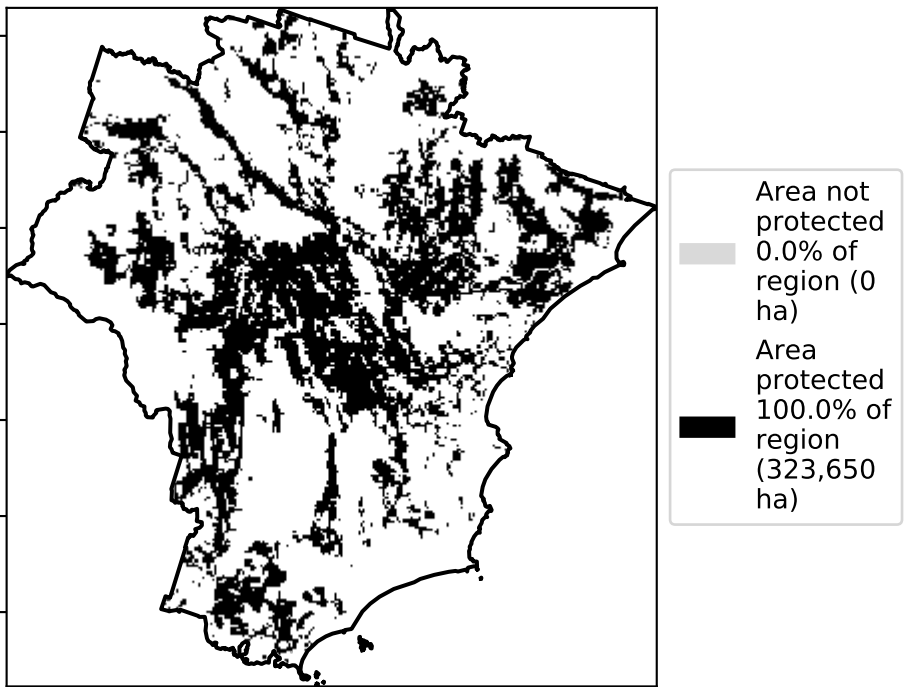 Area not
protected
0.0% of
region (0
ha)
Area
protected
100.0% of
region
(323,650
ha)